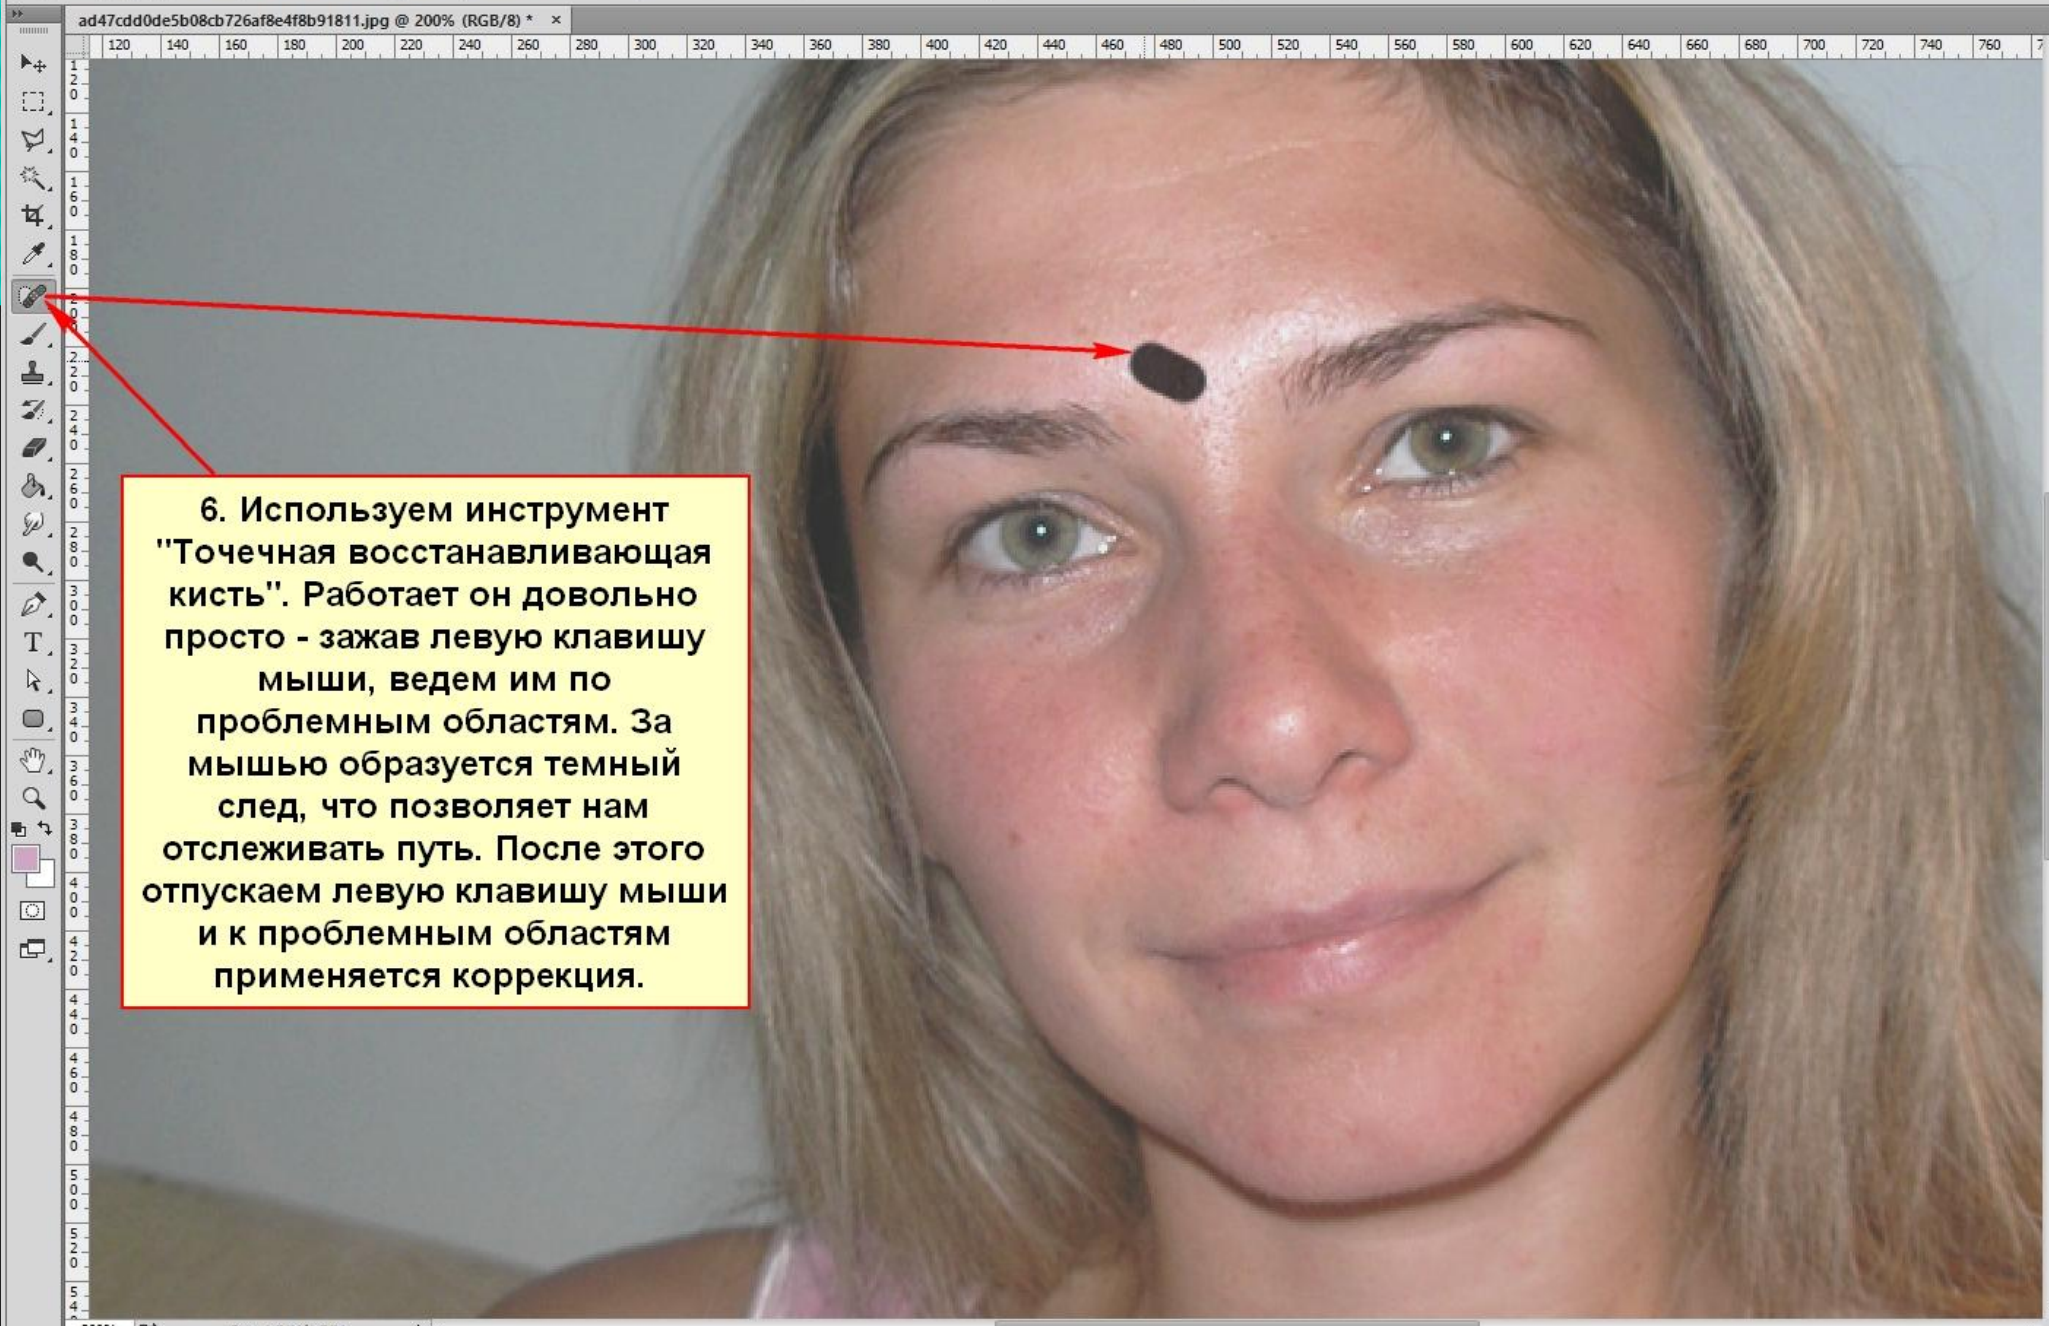 ad47cdd0de5b08cb726af8e4f8b91811.jpg @ 200% (RGB/8) * ×
120 140 160 180 200 220 240 260 280 300 320 340 360 380 400 420 440 460 480 500 520 540 560 580 600 620 640 660 680 700 720 740 760
6. Используем инструмент
"Точечная восстанавливающая
кисть". Работает он довольно
просто - зажав левую клавишу
мыши, ведем им по
проблемным областям. За
мышью образуется темный
след, что позволяет нам
отслеживать путь. После этого
отпускаем левую клавишу мыши
и к проблемным областям
применяется коррекция.